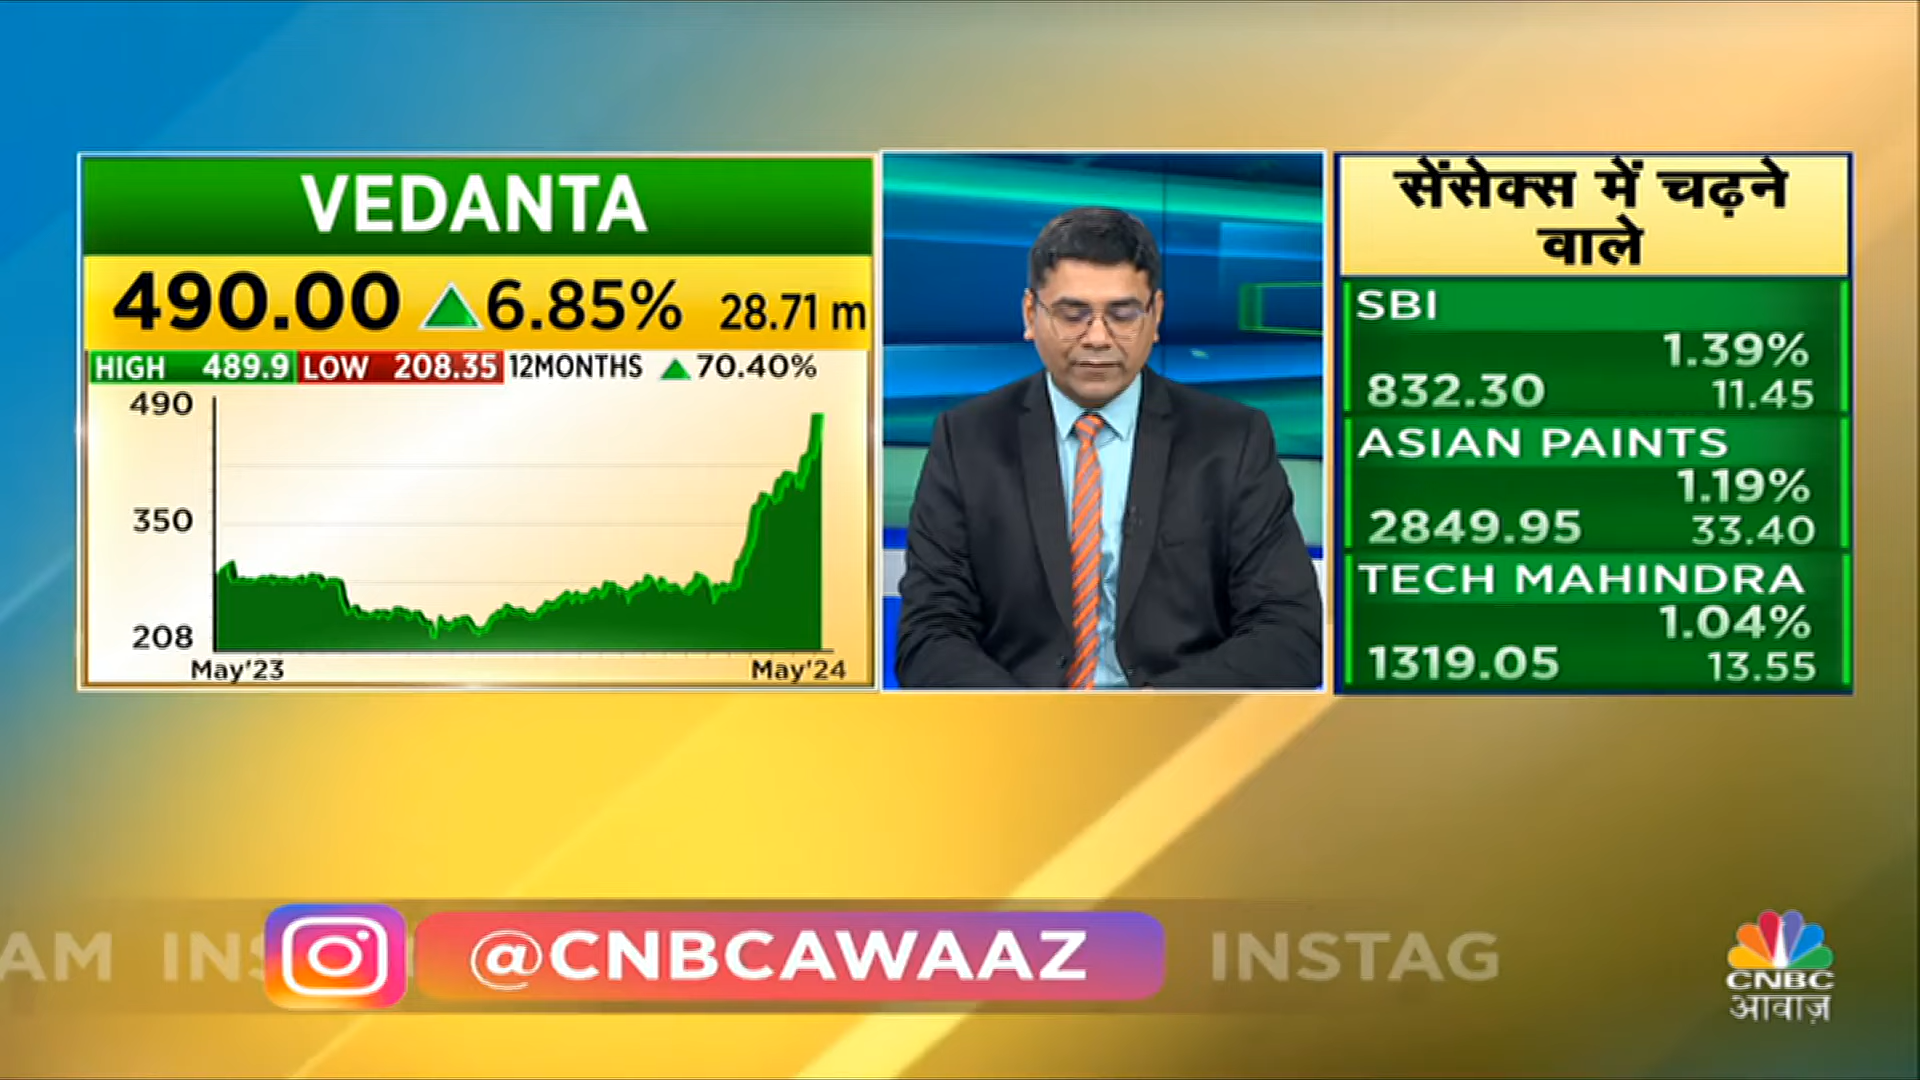 VEDANTA
490.00 ▲ 6.85% 28.71 m
HIGH 489.9 LOW 208.35 12MONTHS ▲ 70.40%
490
350
208
May'23 May'24
सेंसेक्स में चढ़ने
वाले
SBI
1.39%
832.30 11.45
ASIAN PAINTS
1.19%
2849.95 33.40
TECH MAHINDRA
1.04%
1319.05 13.55
AM INS @CNBCAWAAZ INSTAG
CNBC
आवाज़